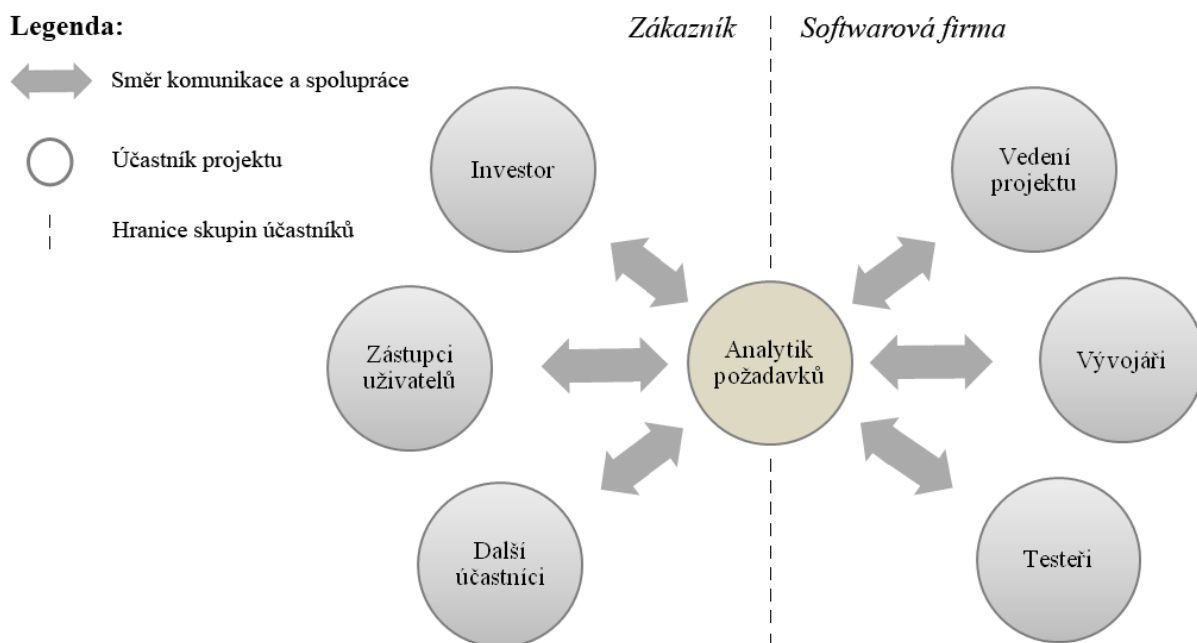 Legenda:
Směr komunikace a spolupráce
Účastník projektu
Hranice skupin účastníků
Zákazník
Softwarová firma
Investor
Vedení
projektu
Zástupci
uživatelů
Analytik
požadavků
Vývojáři
Další
účastníci
Testeři